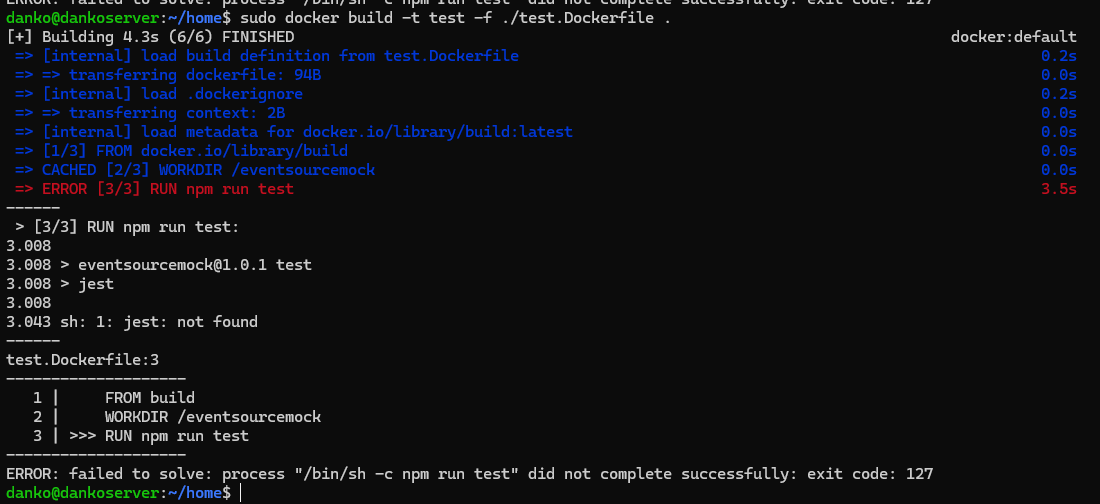 ERROR: failed to solve: process "/bin/sh -c npm run test" did not complete successfully: exit code: 127
danko@dankoserver:~/home$ sudo docker build -t test -f ./test.Dockerfile .
[+] Building 4.3s (6/6) FINISHED docker:default
=> [internal] load build definition from test.Dockerfile 0.2s
=> => transferring dockerfile: 94B 0.0s
=> [internal] load .dockerignore 0.2s
=> => transferring context: 2B 0.0s
=> [internal] load metadata for docker.io/library/build:latest 0.0s
=> [1/3] FROM docker.io/library/build 0.0s
=> CACHED [2/3] WORKDIR /eventsourcemock 0.0s
=> ERROR [3/3] RUN npm run test 3.5s
------
> [3/3] RUN npm run test:
3.008
3.008 > eventsourcemock@1.0.1 test
3.008 > jest
3.008
3.043 sh: 1: jest: not found
------
test.Dockerfile:3
--------------------
1 | FROM build
2 | WORKDIR /eventsourcemock
3 | >>> RUN npm run test
--------------------
ERROR: failed to solve: process "/bin/sh -c npm run test" did not complete successfully: exit code: 127
danko@dankoserver:~/home$